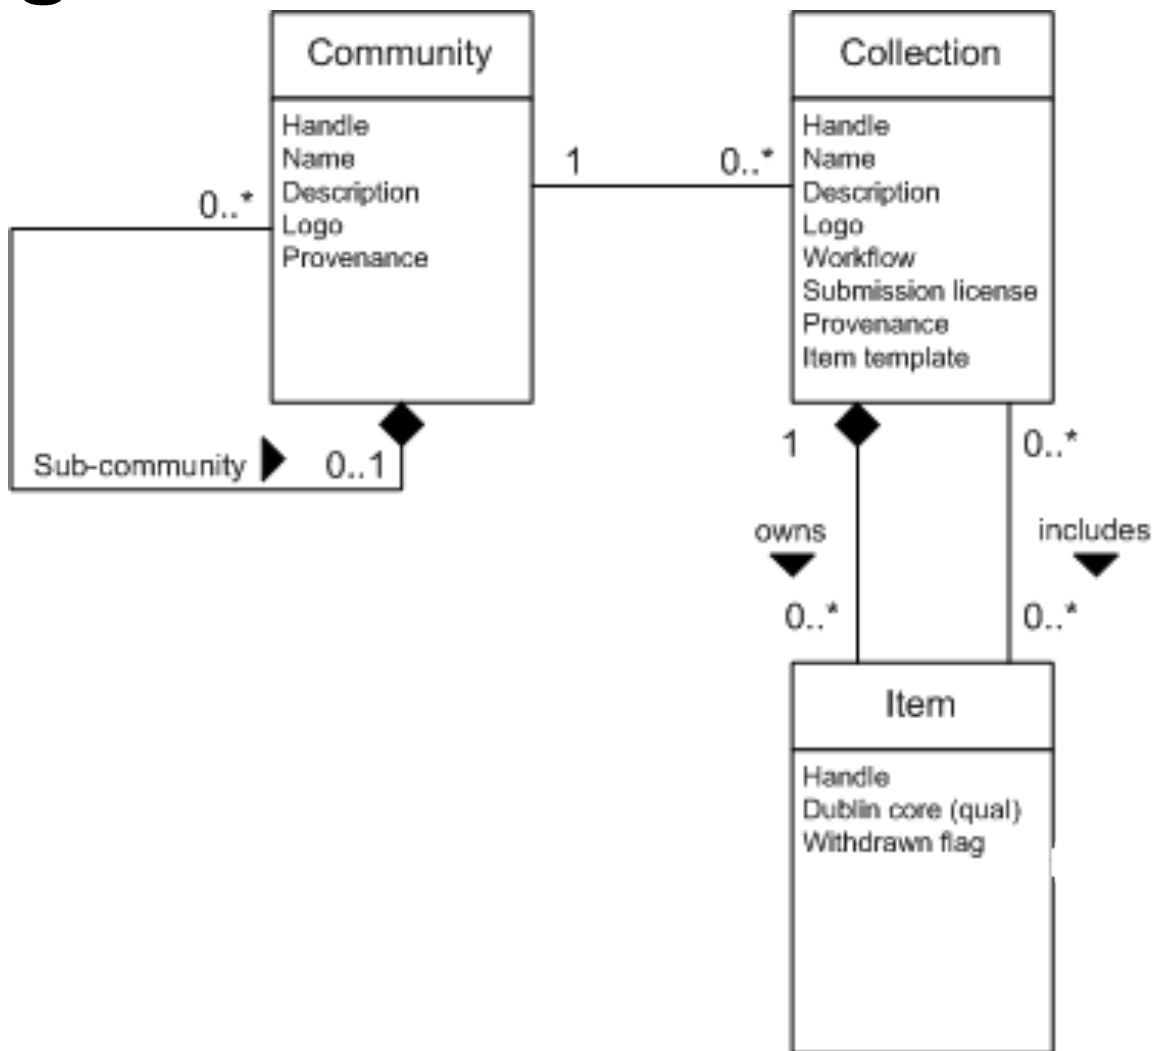 Community
Handle
Name
Description
Logo
Provenance
0..*
Sub-community
0..1
1
0..*
Collection
Handle
Name
Description
Logo
Workflow
Submission license
Provenance
Item template
1
0..*
owns
includes
0..*
0..*
Item
Handle
Dublin core (qual)
Withdrawn flag